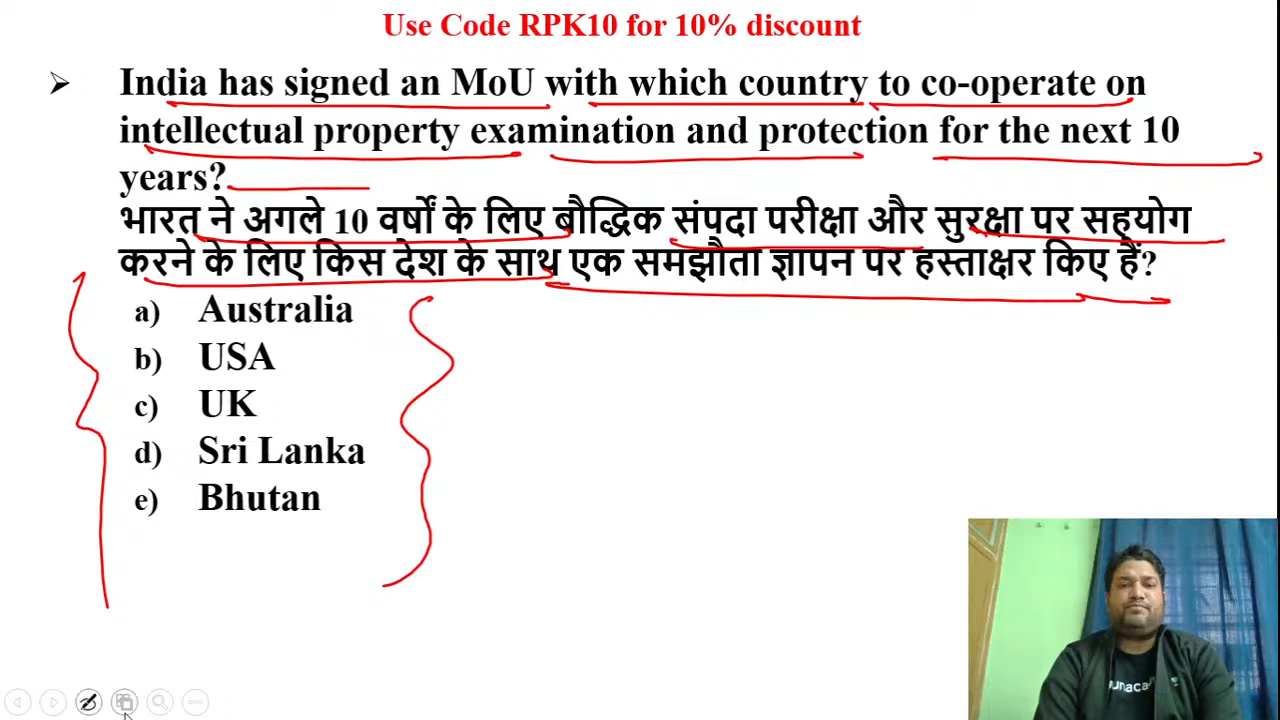 Use Code RPK10 for 10% discount
India has signed an MoU with which country to co-operate on
intellectual property examination and protection for the next 10
years?
भारत ने अगले 10 वर्षों के लिए बौद्धिक संपदा परीक्षा और सुरक्षा पर सहयोग
करने के लिए किस देश के साथ एक समझौता ज्ञापन पर हस्ताक्षर किए हैं?
a) Australia
b) USA
c) UK
d) Sri Lanka
e) Bhutan